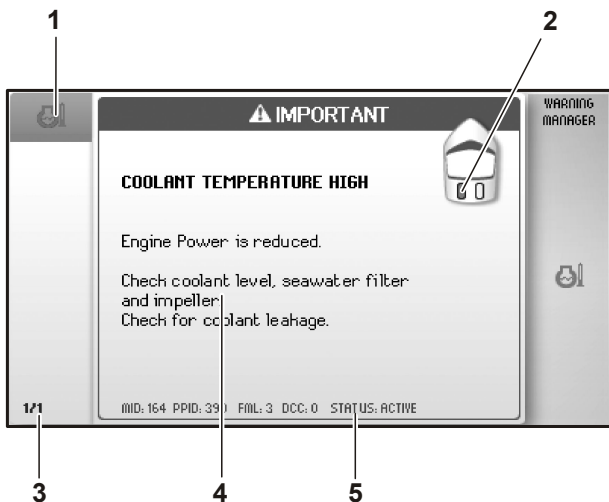 1
2
IMPORTANT
WARNING
MANAGER
COOLANT TEMPERATURE HIGH
Engine Power is reduced.
Check coolant level, seawater filter
and impeller
Check for coolant leakage.
1/1
MID: 164 PPID: 390 FMI: 3 DCC: 0 STATUS: ACTIVE
3
4
5